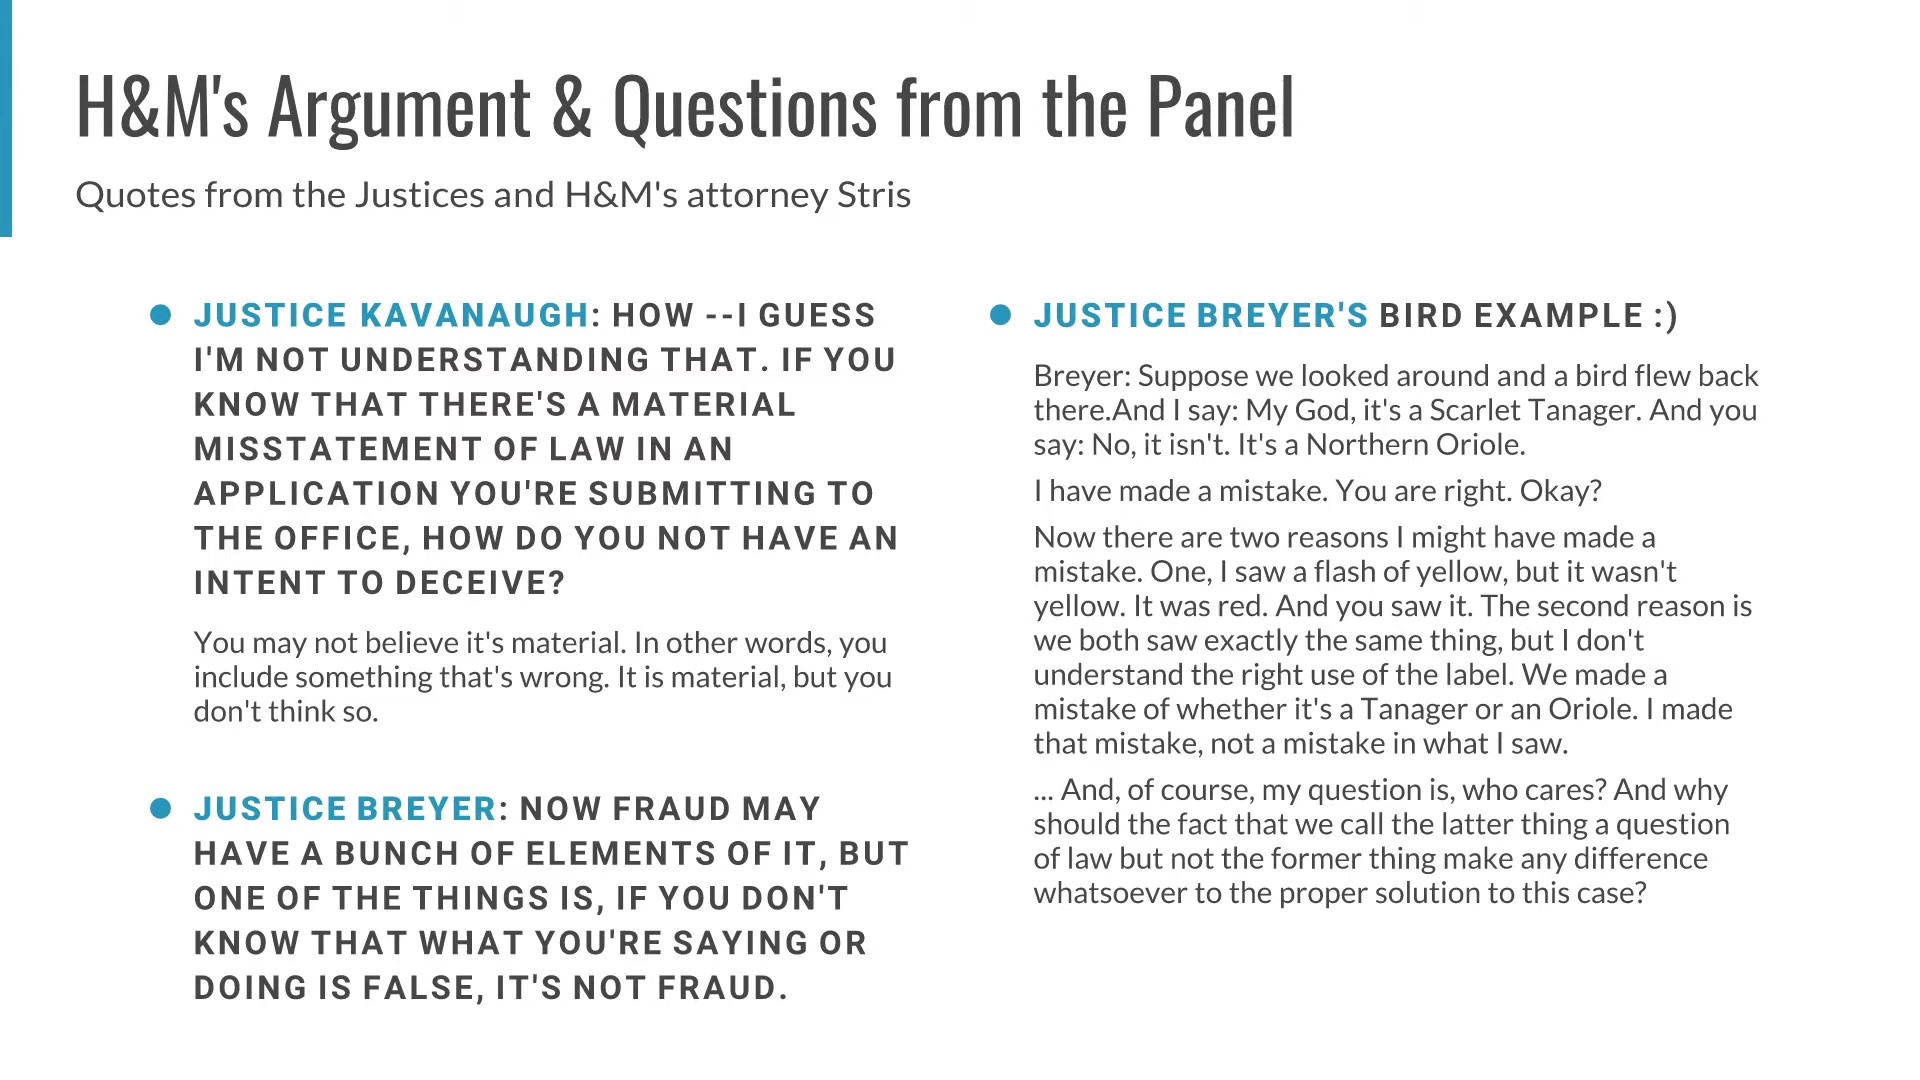 H&M's Argument & Questions from the Panel
Quotes from the Justices and H&M's attorney Stris
JUSTICE KAVANAUGH: HOW --I GUESS
I'M NOT UNDERSTANDING THAT. IF YOU
KNOW THAT THERE'S A MATERIAL
MISSTATEMENT OF LAW IN AN
APPLICATION YOU'RE SUBMITTING TO
THE OFFICE, HOW DO YOU NOT HAVE AN
INTENT TO DECEIVE?
You may not believe it's material. In other words, you
include something that's wrong. It is material, but you
don't think so.
JUSTICE BREYER: NOW FRAUD MAY
HAVE A BUNCH OF ELEMENTS OF IT, BUT
ONE OF THE THINGS IS, IF YOU DON'T
KNOW THAT WHAT YOU'RE SAYING OR
DOING IS FALSE, IT'S NOT FRAUD.
JUSTICE BREYER'S BIRD EXAMPLE :)
Breyer: Suppose we looked around and a bird flew back
there.And I say: My God, it's a Scarlet Tanager. And you
say: No, it isn't. It's a Northern Oriole.
I have made a mistake. You are right. Okay?
Now there are two reasons I might have made a
mistake. One, I saw a flash of yellow, but it wasn't
yellow. It was red. And you saw it. The second reason is
we both saw exactly the same thing, but I don't
understand the right use of the label. We made a
mistake of whether it's a Tanager or an Oriole. I made
that mistake, not a mistake in what I saw.
... And, of course, my question is, who cares? And why
should the fact that we call the latter thing a question
of law but not the former thing make any difference
whatsoever to the proper solution to this case?